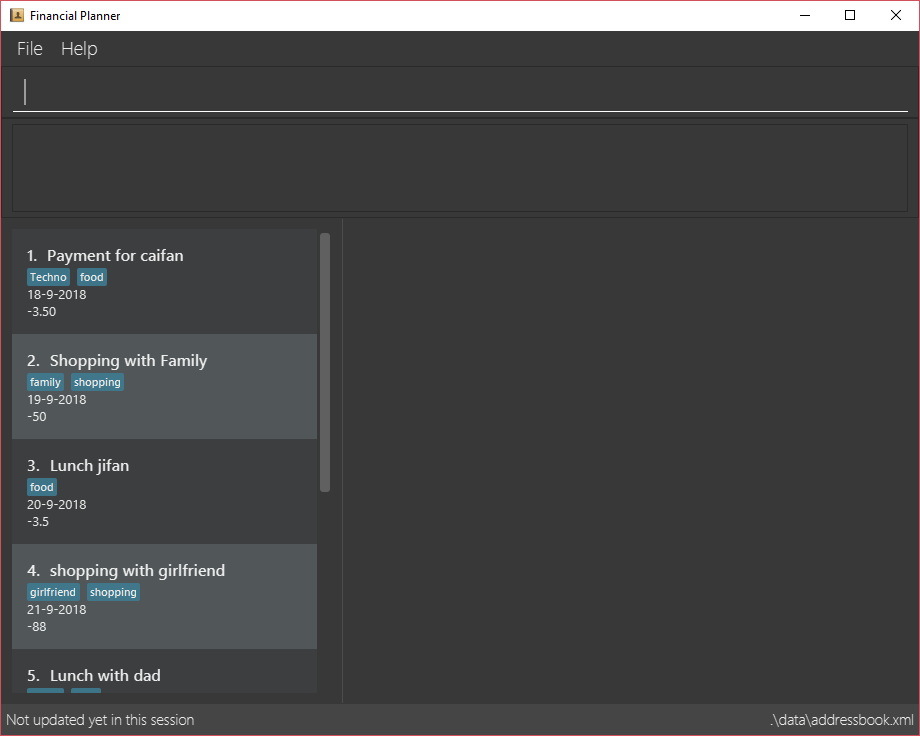 Financial Planner
File Help
1. Payment for caifan
Techno food
18-9-2018
-3.50
2. Shopping with Family
family shopping
19-9-2018
-50
3. Lunch jifan
food
20-9-2018
-3.5
4. shopping with girlfriend
girlfriend shopping
21-9-2018
-88
5. Lunch with dad
Not updated yet in this session .\data\addressbook.xml